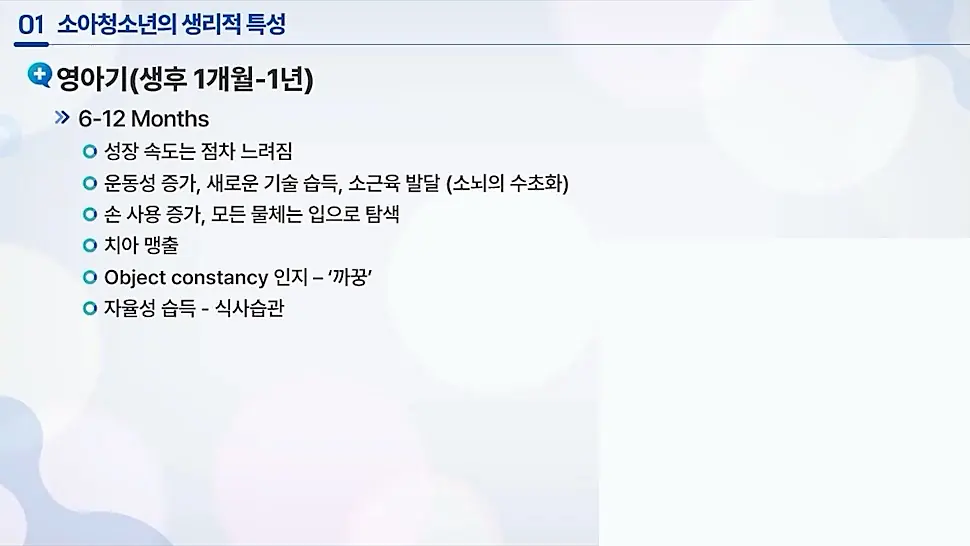 01 소아청소년의 생리적 특성
영아기(생후 1개월-1년)
6-12 Months
성장 속도는 점차 느려짐
운동성 증가, 새로운 기술 습득, 소근육 발달 (소뇌의 수초화)
손 사용 증가, 모든 물체는 입으로 탐색
치아 맹출
Object constancy 인지 – ‘까꿍’
자율성 습득 - 식사습관